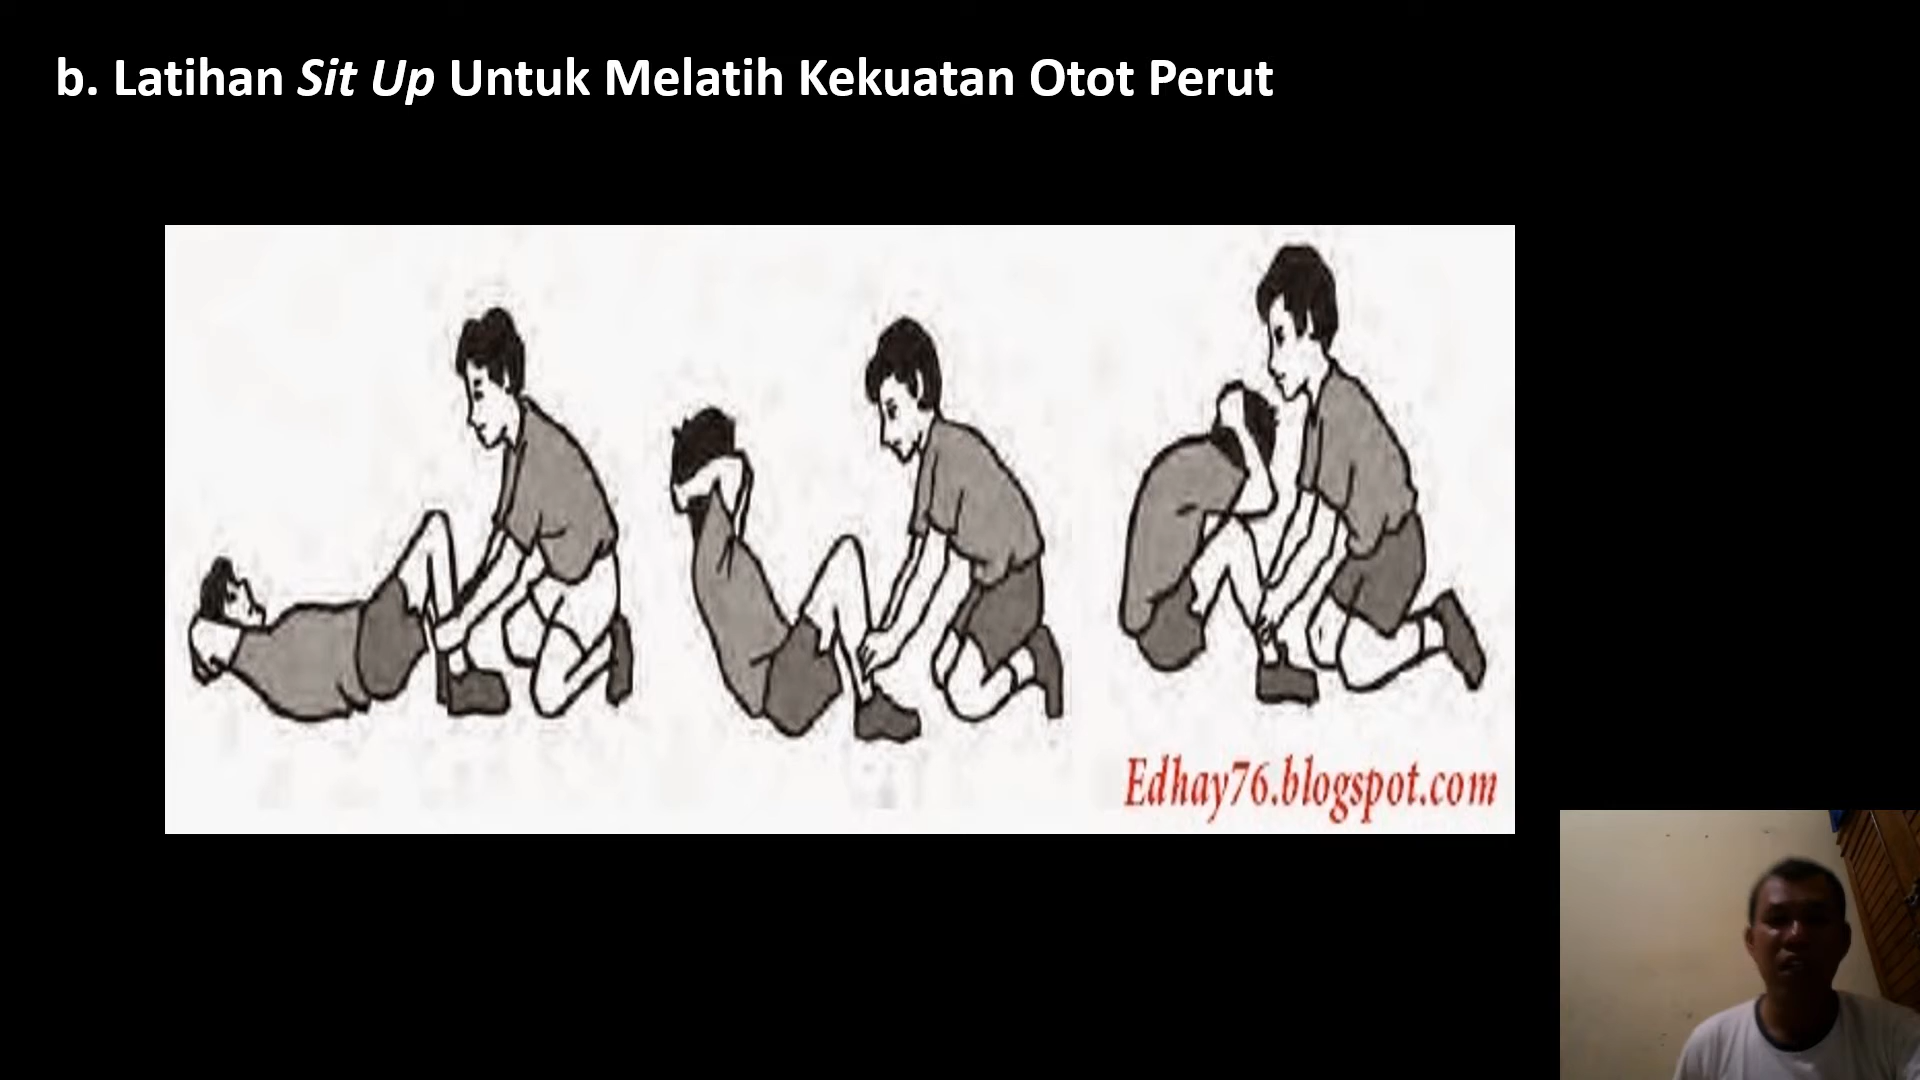 b. Latihan Sit Up Untuk Melatih Kekuatan Otot Perut
Edhay76.blogspot.com